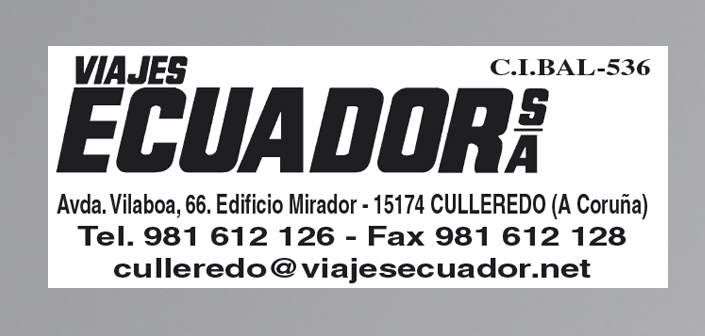 VIAJES
C.I.BAL-536
ECUADOR S/A
Avda. Vilaboa, 66. Edificio Mirador - 15174 CULLEREDO (A Coruña)
Tel. 981 612 126 - Fax 981 612 128
culleredo@viajesecuador.net